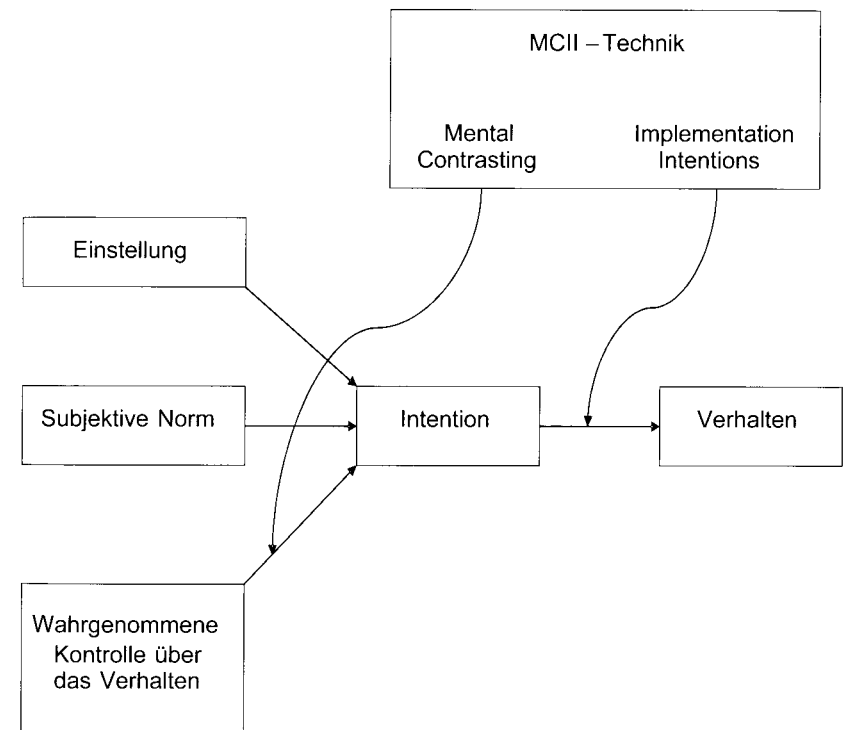 MCII – Technik
Mental
Contrasting
Implementation
Intentions
Einstellung
Subjektive Norm
Intention
Verhalten
Wahrgenommene
Kontrolle über
das Verhalten